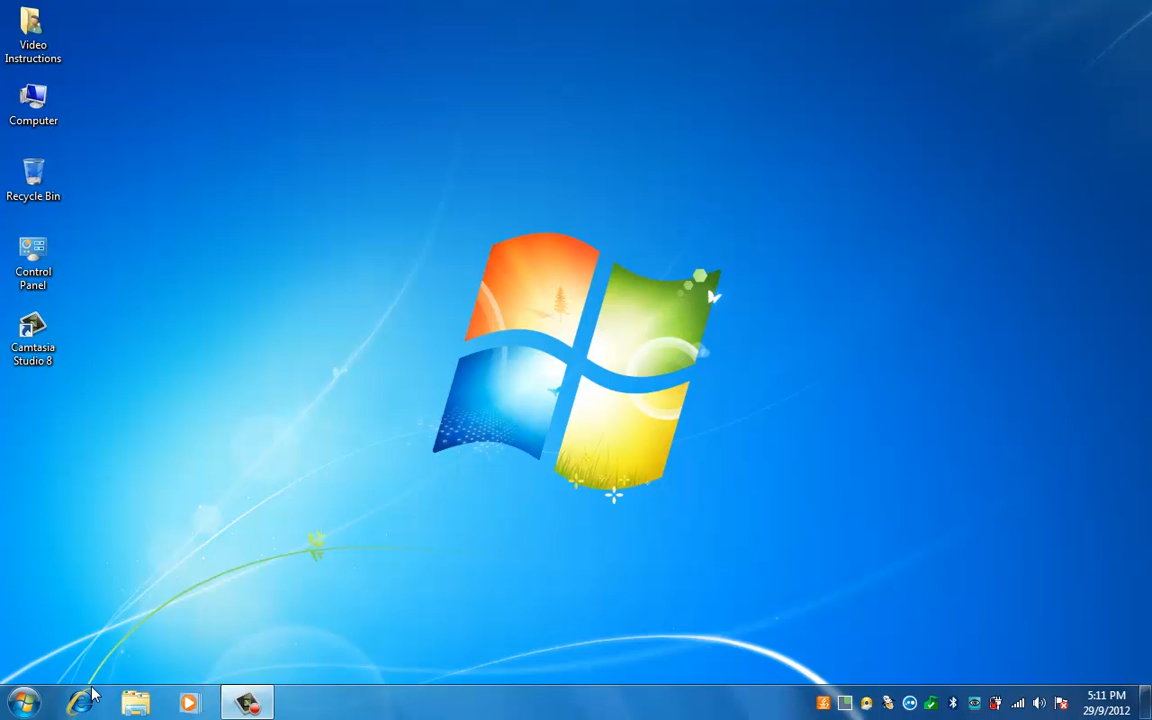 Video
Instructions
Computer
Recycle Bin
Control
Panel
Camtasia
Studio 8
5:11 PM
29/9/2012